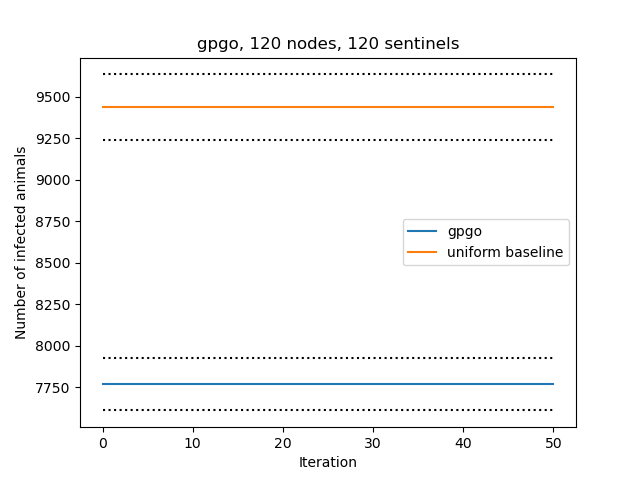 gpgo, 120 nodes, 120 sentinels
Number of infected animals
9500
9250
9000
8750
8500
8250
8000
7750
gpgo
uniform baseline
0 10 20 30 40 50
Iteration